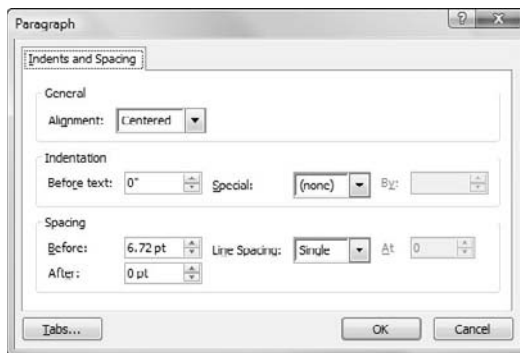 Paragraph
Indents and Spacing
General
Alignment: Centered
Indentation
Before text: 0" Special: (none) By:
Spacing
Before: 6.72 pt Line Spacing: Single At 0
After: 0 pt
Tabs... OK Cancel